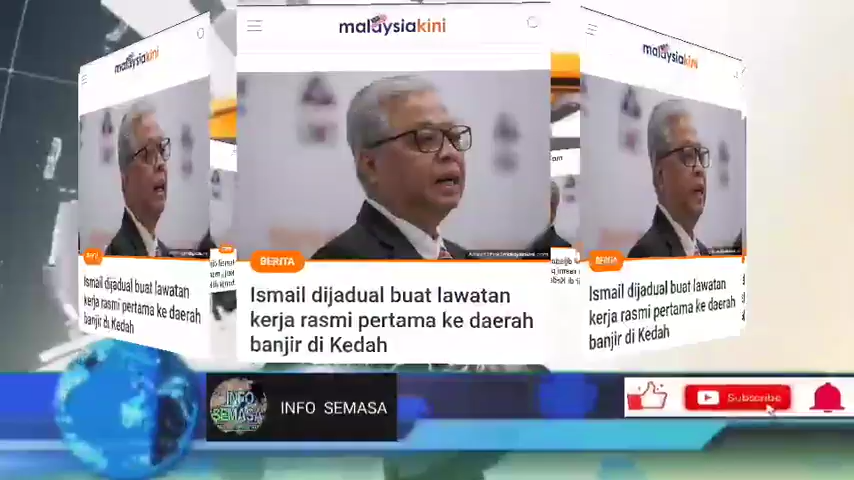 malaysiakini
malaysiakini
malaysiakini
BERITA
Ismail dijadual buat lawatan
kerja rasmi pertama ke daerah
banjir di Kedah
Ismail dijadual buat lawatan
kerja rasmi pertama ke daerah
banjir di Kedah
BERITA
Ismail dijadual buat lawatan
kerja rasmi pertama ke daerah
banjir di Kedah
INFO
SEMASA
INFO SEMASA
Subscribe